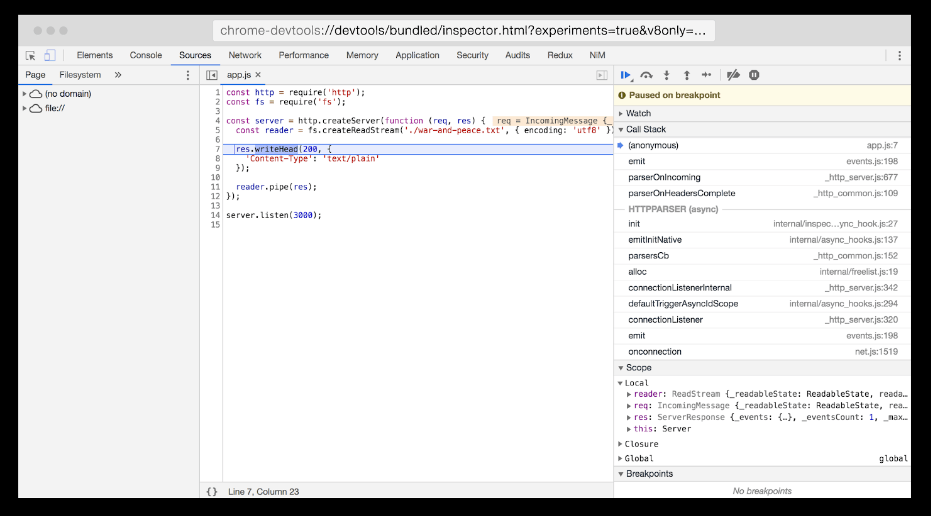 chrome-devtools://devtools/bundled/inspector.html?experiments=true&v8only=…
Elements Console Sources Network Performance Memory Application Security Audits Redux NiM
Page Filesystem »
app.js ×
(no domain)
file://
1 const http = require('http');
2 const fs = require('fs');
3
4 const server = http.createServer(function (req, res) { req = IncomingMessage {_
5 const reader = fs.createReadStream('./war-and-peace.txt', { encoding: 'utf8' })
6
7 res.writeHead(200, {
8 'Content-Type': 'text/plain'
9 });
10
11 reader.pipe(res);
12 });
13
14 server.listen(3000);
15
{} Line 7, Column 23
Paused on breakpoint
Watch
Call Stack
(anonymous) app.js:7
emit events.js:198
parserOnIncoming _http_server.js:677
parserOnHeadersComplete _http_common.js:109
HTTPPARSER (async)
init internal/inspec…ync_hook.js:27
emitInitNative internal/async_hooks.js:137
parsersCb _http_common.js:152
alloc internal/freelist.js:19
connectionListenerInternal _http_server.js:342
defaultTriggerAsyncIdScope internal/async_hooks.js:294
connectionListener _http_server.js:320
emit events.js:198
onconnection net.js:1519
Scope
Local
reader: ReadStream {_readableState: ReadableState, reada…
req: IncomingMessage {_readableState: ReadableState, rea…
res: ServerResponse {_events: {…}, _eventsCount: 1, _max…
this: Server
Closure
Global global
Breakpoints
No breakpoints